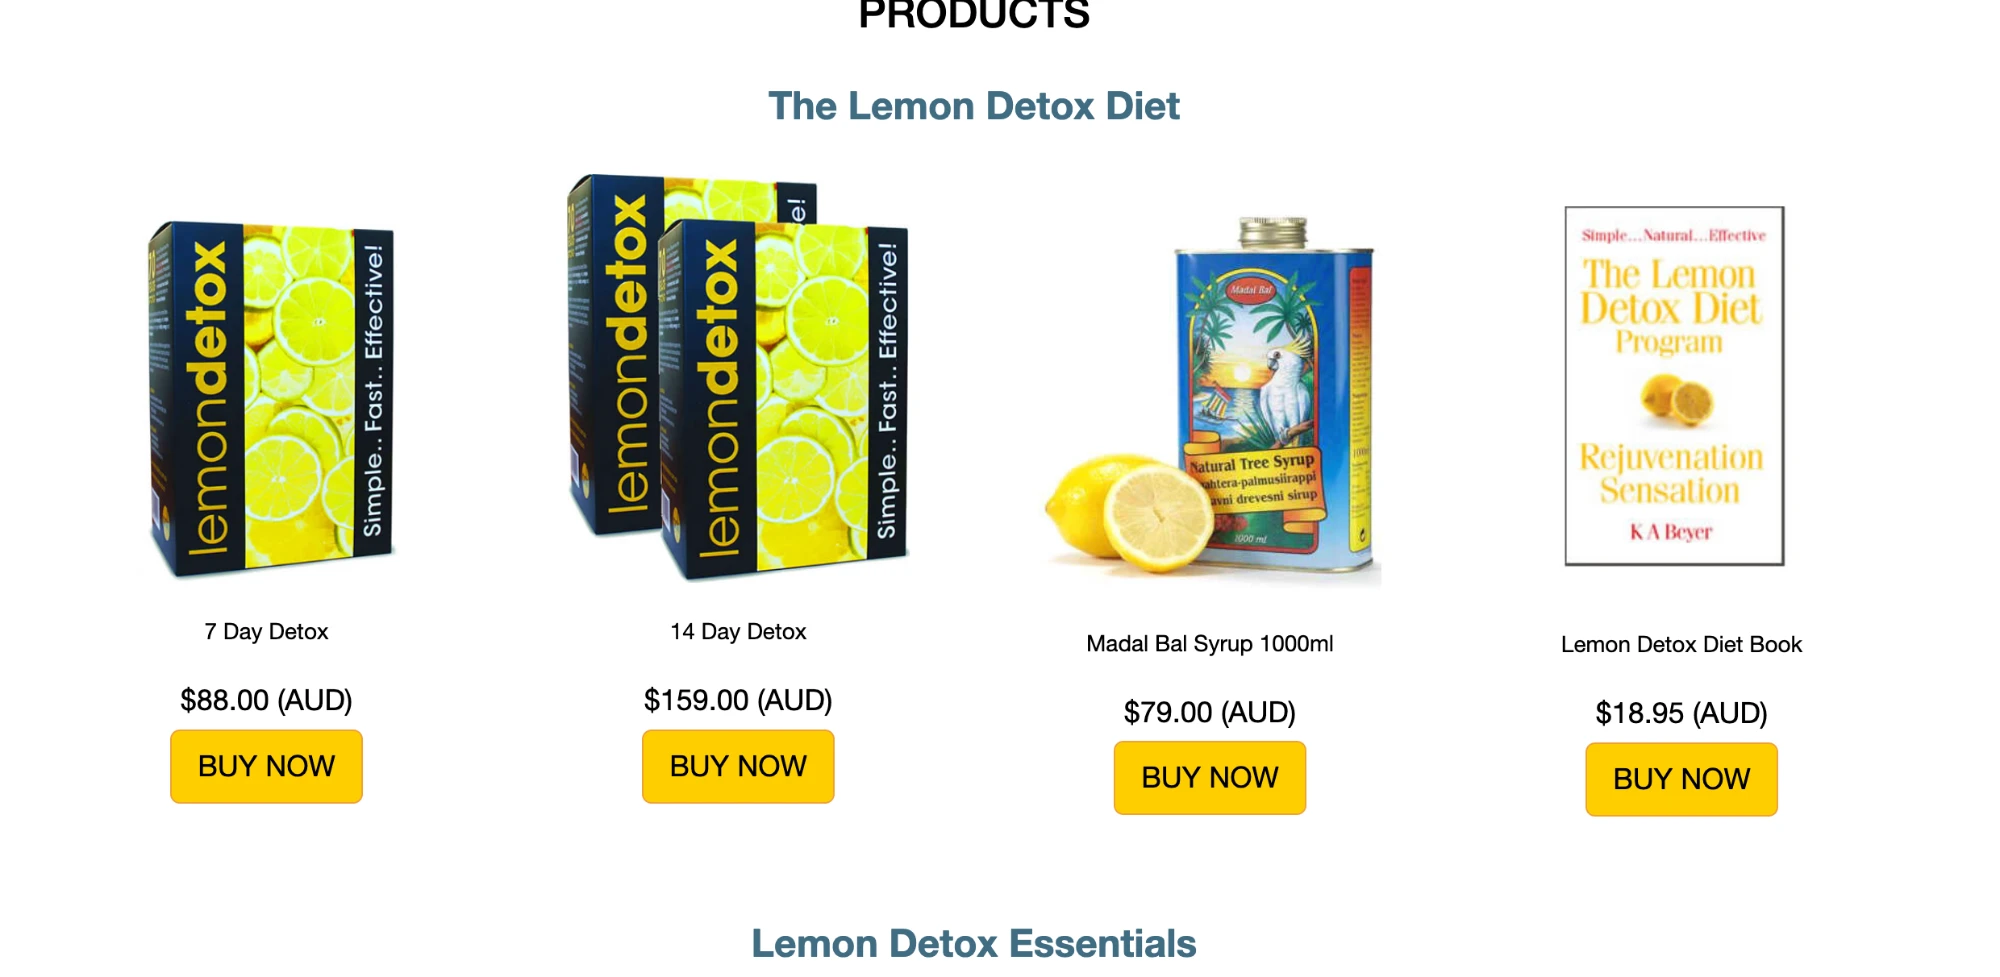 PRODUCTS
The Lemon Detox Diet
lemondetox
Simple.. Fast.. Effective!
lemondetox
e!
lemondetox
Simple.. Fast.. Effective!
Madal Bal
Natural Tree Syrup
avni drevesni sirup
1000 ml
Simple...Natural...Effective
The Lemon
Detox Diet
Program
Rejuvenation
Sensation
K A Beyer
7 Day Detox
14 Day Detox
Madal Bal Syrup 1000ml
Lemon Detox Diet Book
$88.00 (AUD)
$159.00 (AUD)
$79.00 (AUD)
$18.95 (AUD)
BUY NOW
BUY NOW
BUY NOW
BUY NOW
Lemon Detox Essentials